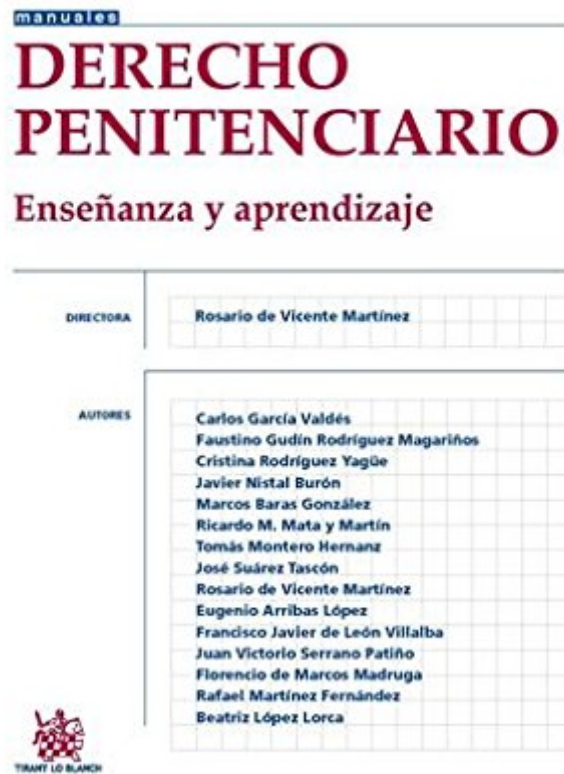 manuales
DERECHO
PENITENCIARIO
Enseñanza y aprendizaje
DIRECTORA
Rosario de Vicente Martínez
AUTORES
Carlos García Valdés
Faustino Gudín Rodríguez Magariños
Cristina Rodríguez Yagüe
Javier Nistal Burón
Marcos Baras González
Ricardo M. Mata y Martín
Tomás Montero Hernanz
José Suárez Tascón
Rosario de Vicente Martínez
Eugenio Arribas López
Francisco Javier de León Villalba
Juan Victorio Serrano Patiño
Florencio de Marcos Madruga
Rafael Martínez Fernández
Beatriz López Lorca
TIRANT LO BLANCH